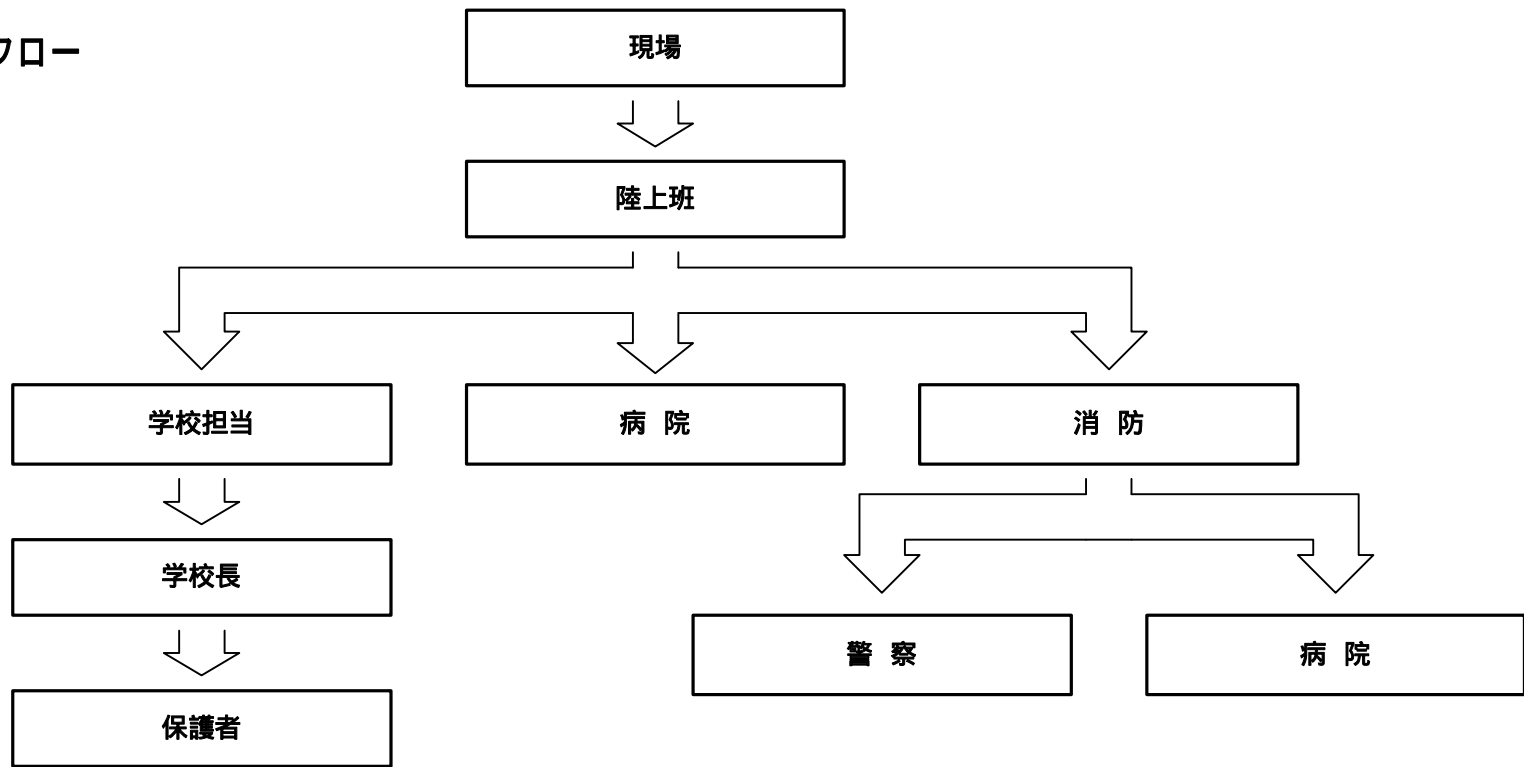 フロー
現場
陸上班
学校担当
病 院
消 防
学校長
警 察
病 院
保護者